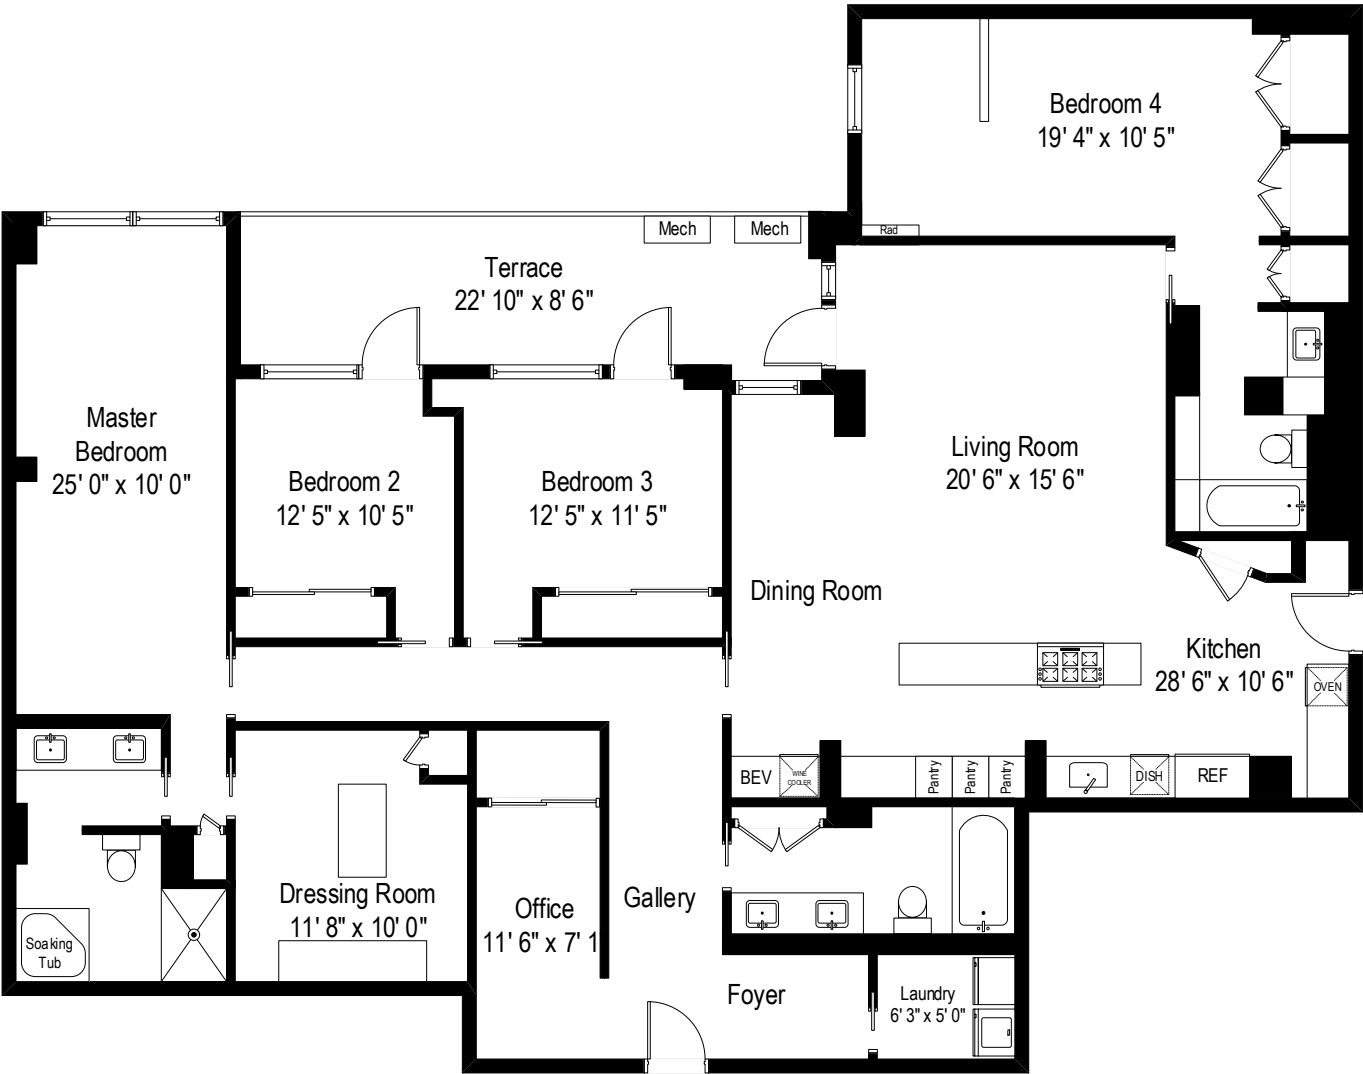 Bedroom 4
19' 4" x 10' 5"
Rad
Mech
Mech
Terrace
22' 10" x 8' 6"
Master
Bedroom
25' 0" x 10' 0"
Bedroom 2
12' 5" x 10' 5"
Bedroom 3
12' 5" x 11' 5"
Living Room
20' 6" x 15' 6"
Dining Room
Kitchen
28' 6" x 10' 6"
OVEN
BEV
WINE
COOLER
Pantry
Pantry
Pantry
DISH
REF
Dressing Room
11' 8" x 10' 0"
Office
11' 6" x 7' 1
Gallery
Soaking
Tub
Foyer
Laundry
6' 3" x 5' 0"